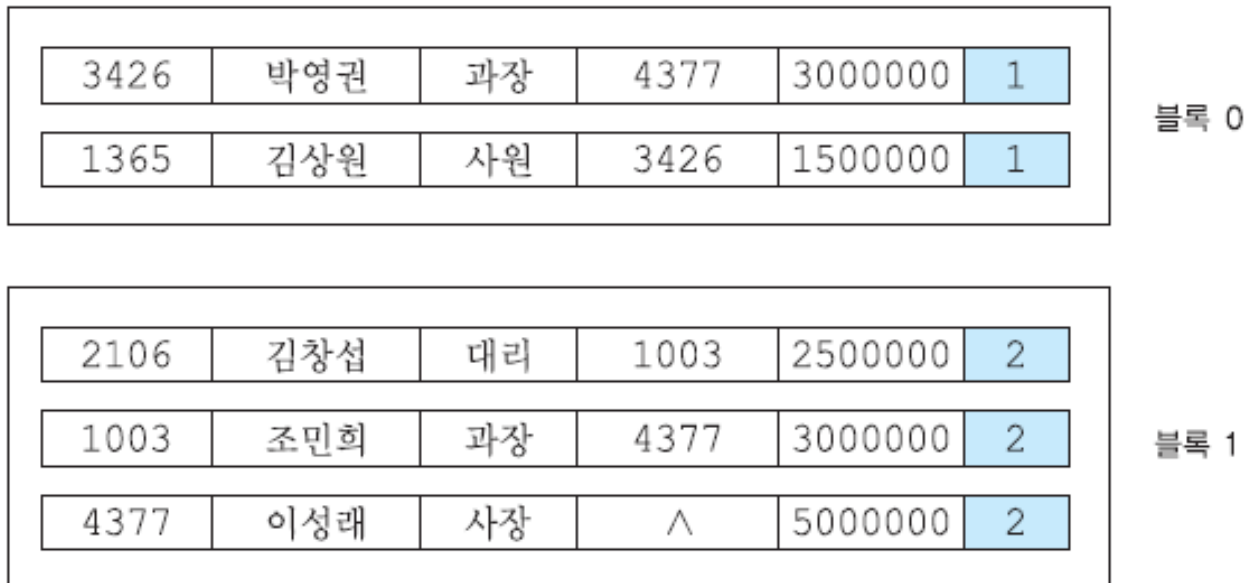 3426 박영권 과장 4377 3000000 1
블록 0
1365 김상원 사원 3426 1500000 1
2106 김창섭 대리 1003 2500000 2
1003 조민희 과장 4377 3000000 2
블록 1
4377 이성래 사장 ∧ 5000000 2